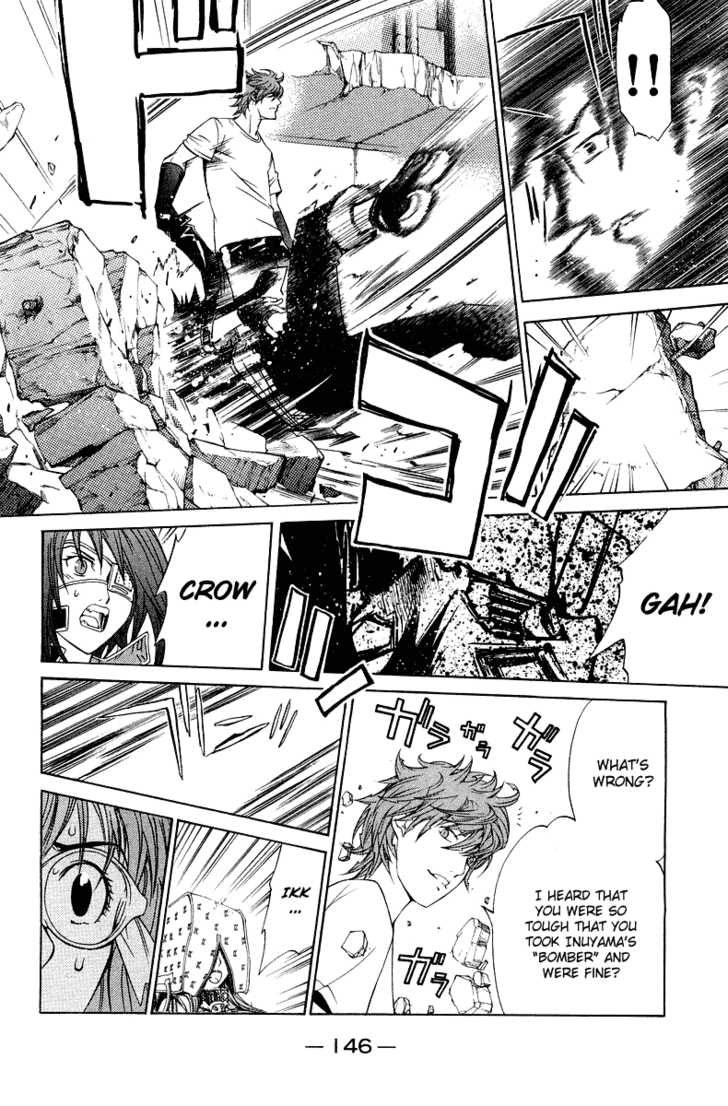 !!
GAH!
CROW
...
WHAT'S
WRONG?
ガラ
ガラ
ガラ
I HEARD THAT
YOU WERE SO
TOUGH THAT YOU
TOOK INUYAMA'S
"BOMBER" AND
WERE FINE?
ガラ
IKK
...
— 146 —